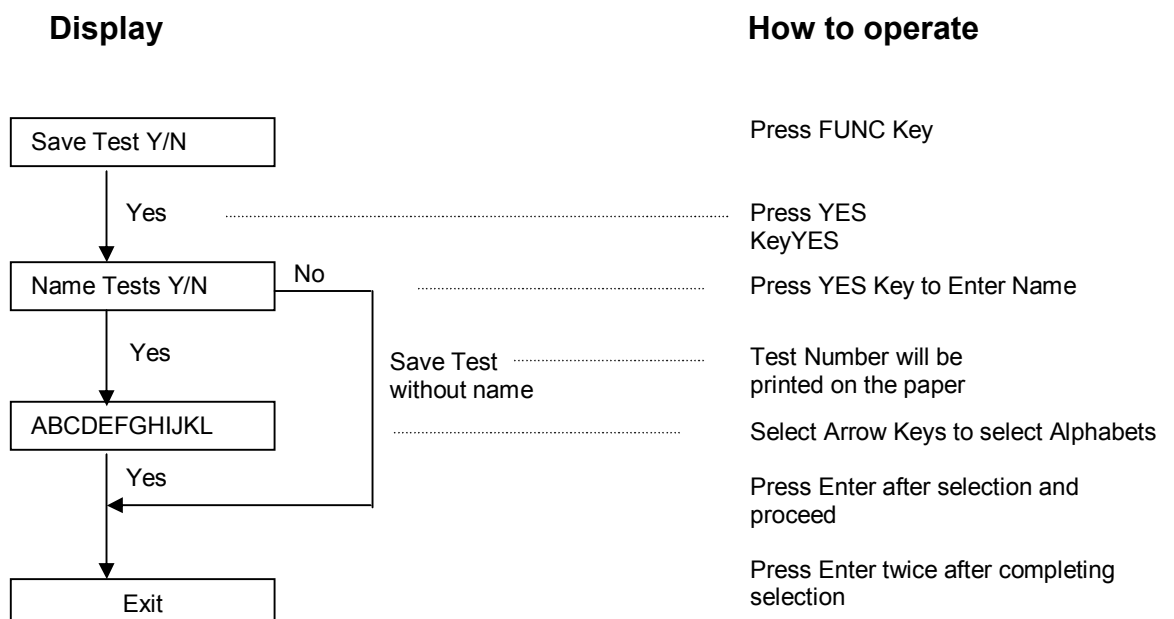 Display
How to operate
Save Test Y/N
Press FUNC Key
Yes
Press YES
KeyYES
Name Tests Y/N
No
Press YES Key to Enter Name
Yes
Save Test
without name
Test Number will be
printed on the paper
ABCDEFGHIJKL
Select Arrow Keys to select Alphabets
Yes
Press Enter after selection and
proceed
Exit
Press Enter twice after completing
selection